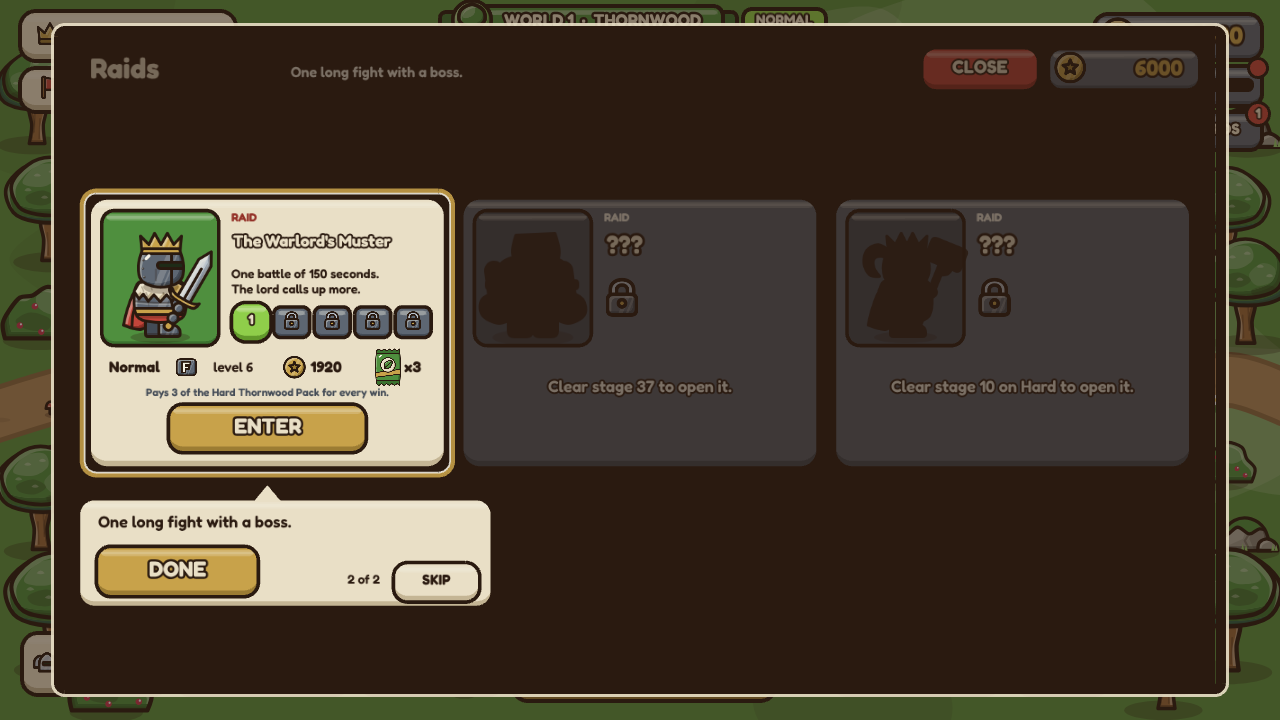 WORLD 1 · THORNWOOD
NORMAL
Raids
One long fight with a boss.
CLOSE
6000
0
1
RAID
The Warlord's Muster
One battle of 150 seconds.
The lord calls up more.
1
Normal
F
level 6
1920
x3
Pays 3 of the Hard Thornwood Pack for every win.
ENTER
RAID
???
Clear stage 37 to open it.
RAID
???
Clear stage 10 on Hard to open it.
One long fight with a boss.
DONE
2 of 2
SKIP